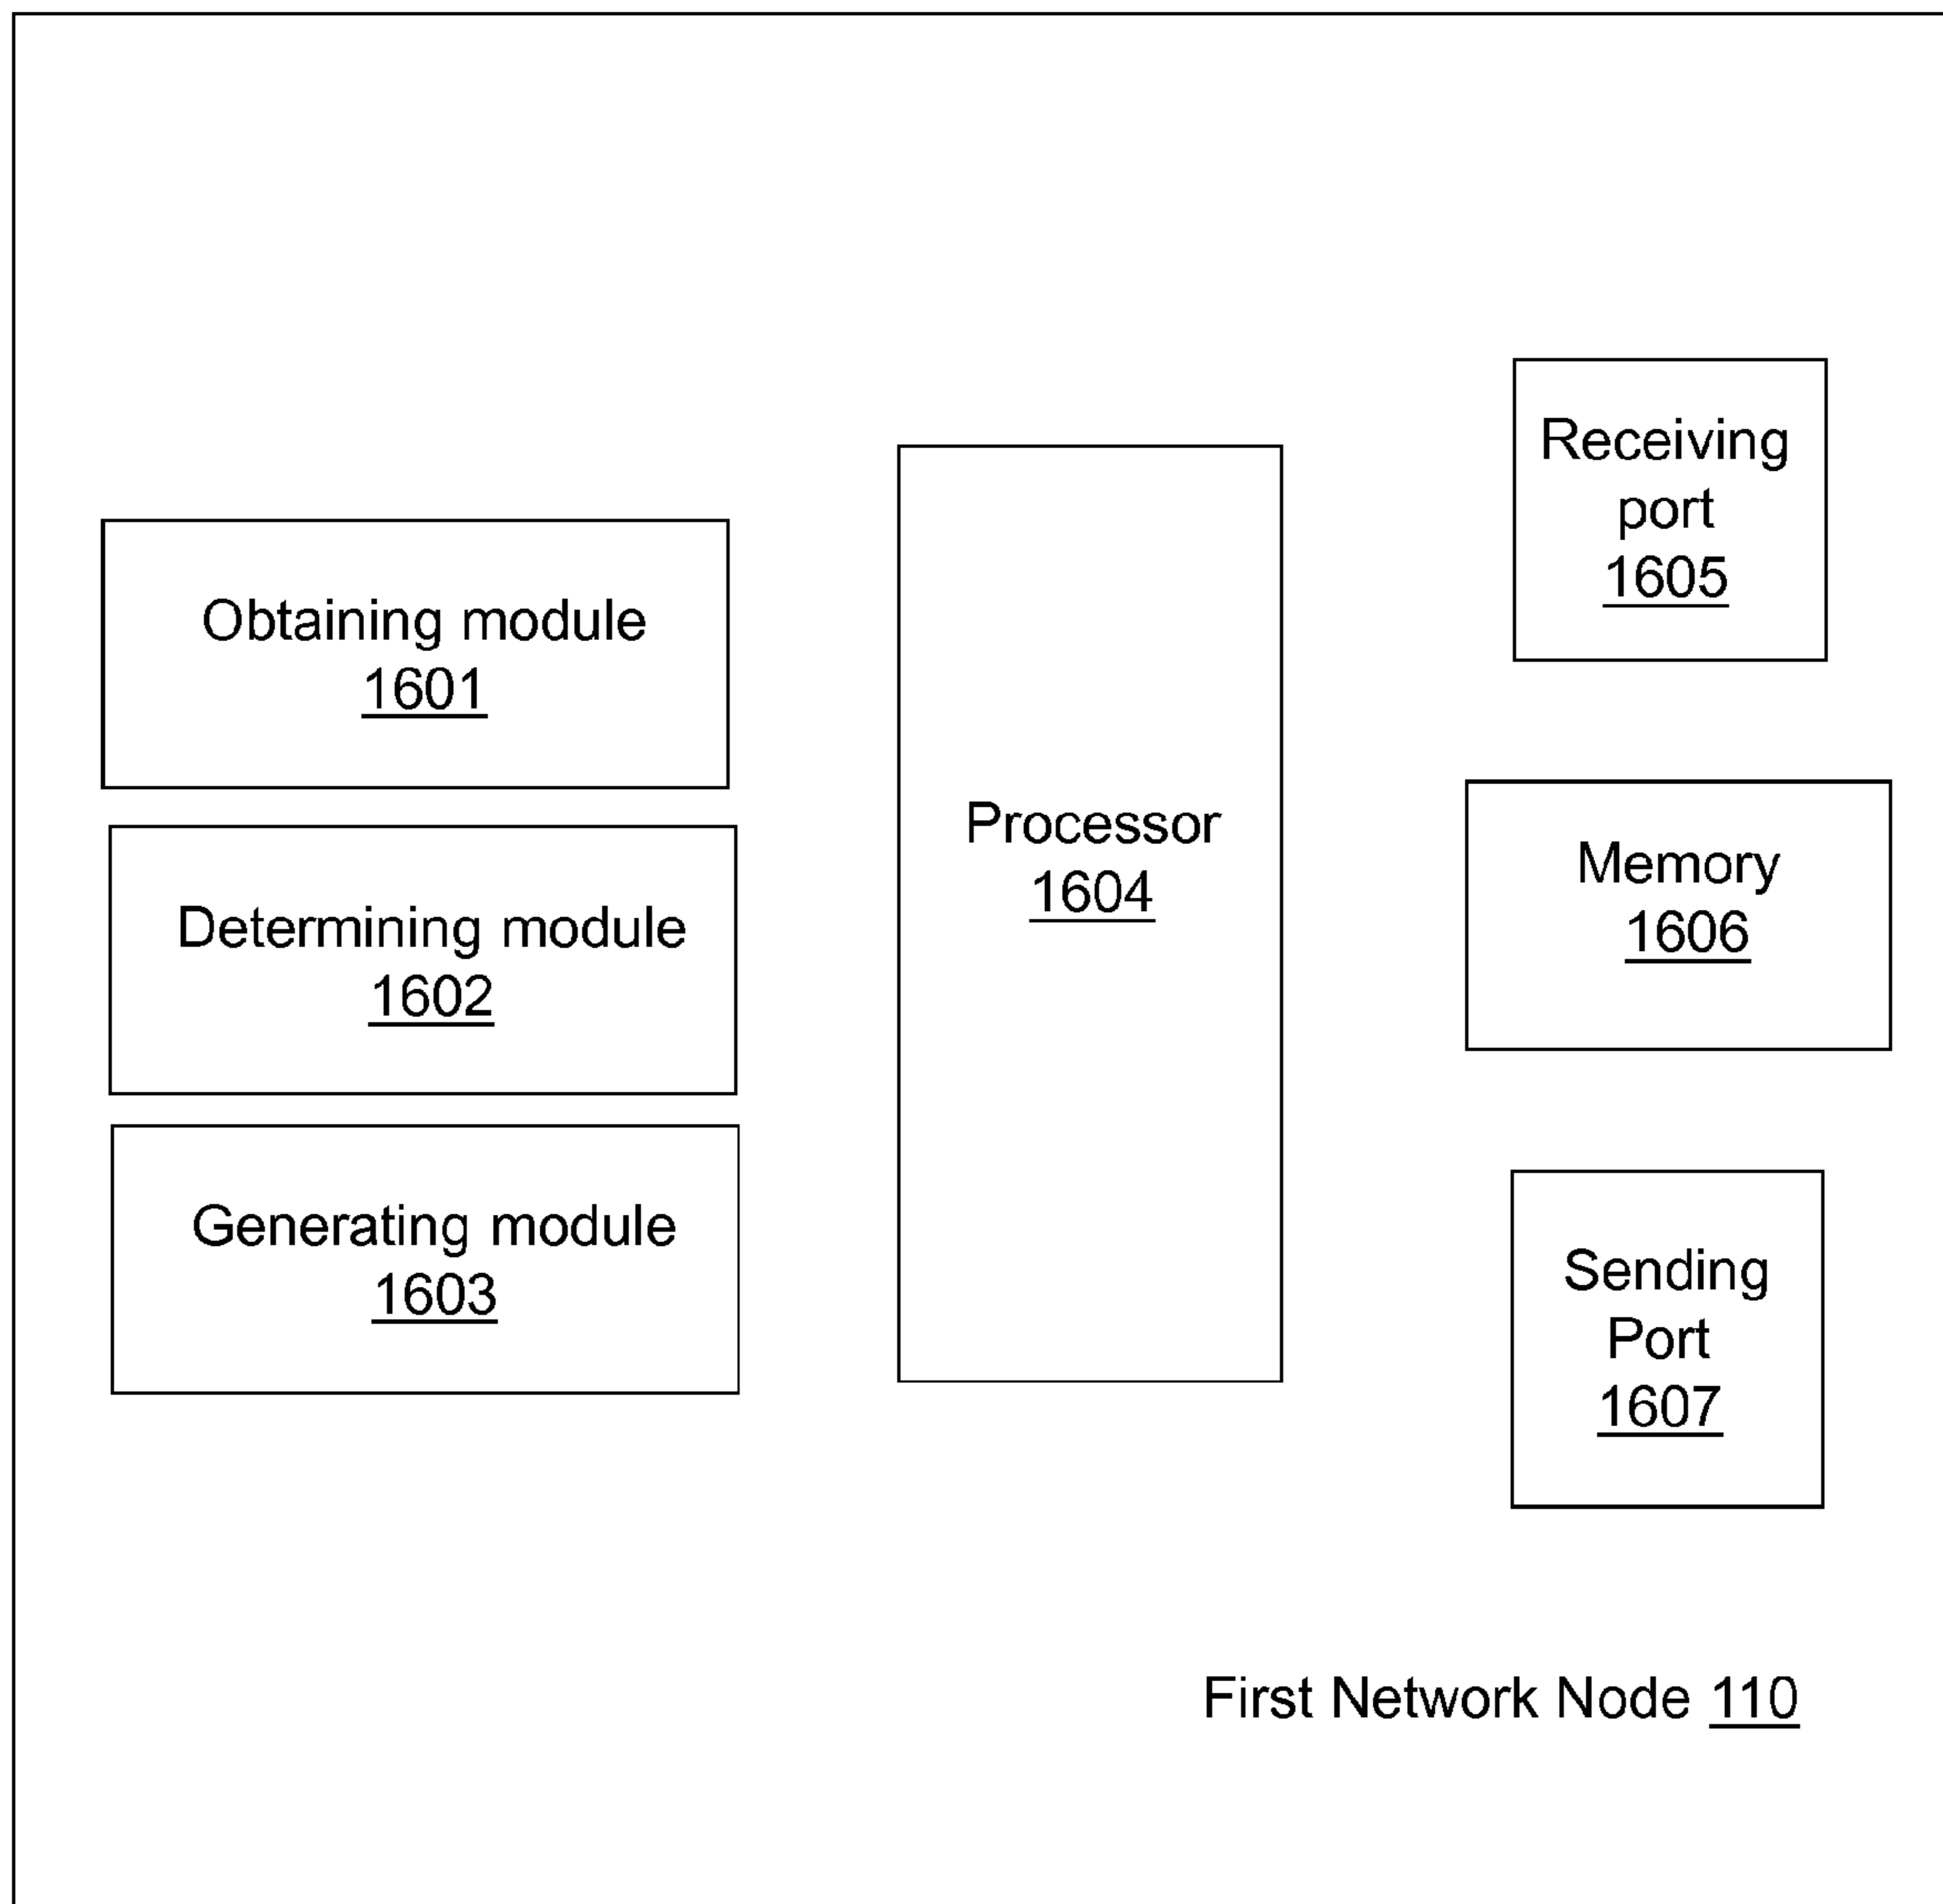 Obtaining module
1601
Determining module
1602
Generating module
1603
Processor
1604
Receiving
port
1605
Memory
1606
Sending
Port
1607
First Network Node 110